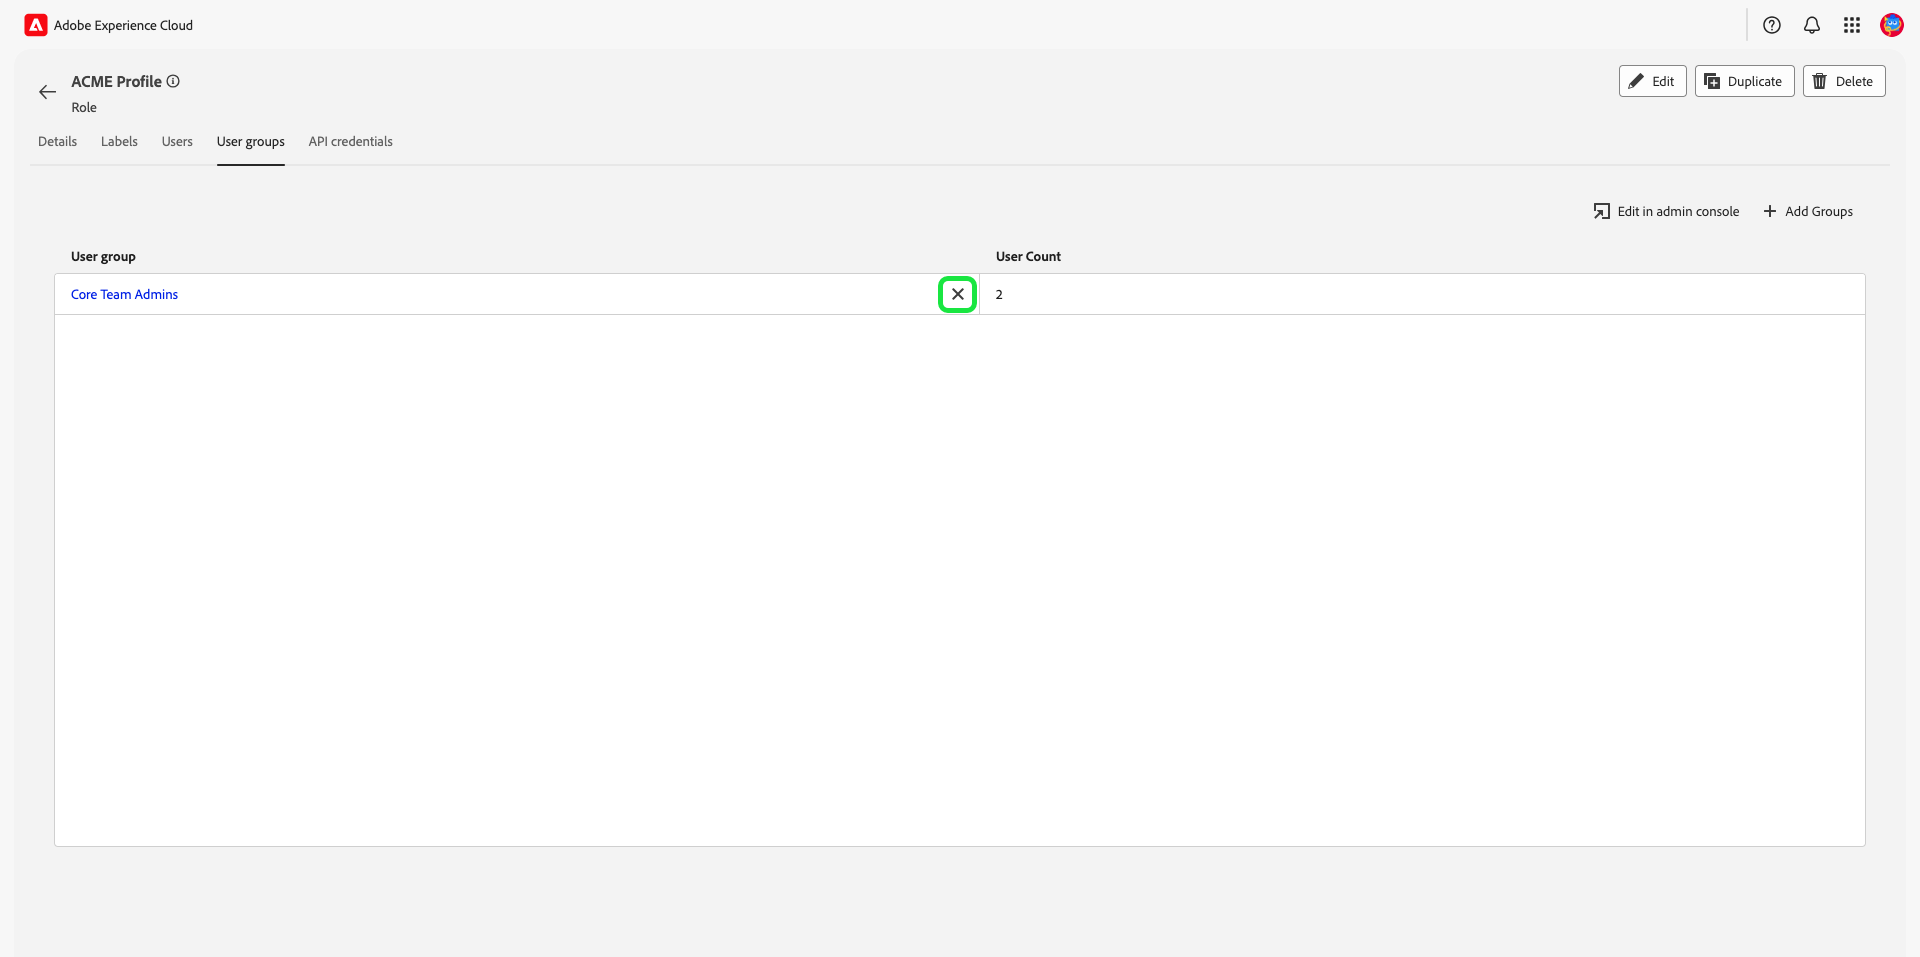 Adobe Experience Cloud
ACME Profile
Role
Edit
Duplicate
Delete
Details Labels Users User groups API credentials
Edit in admin console
Add Groups
User group User Count
Core Team Admins 2